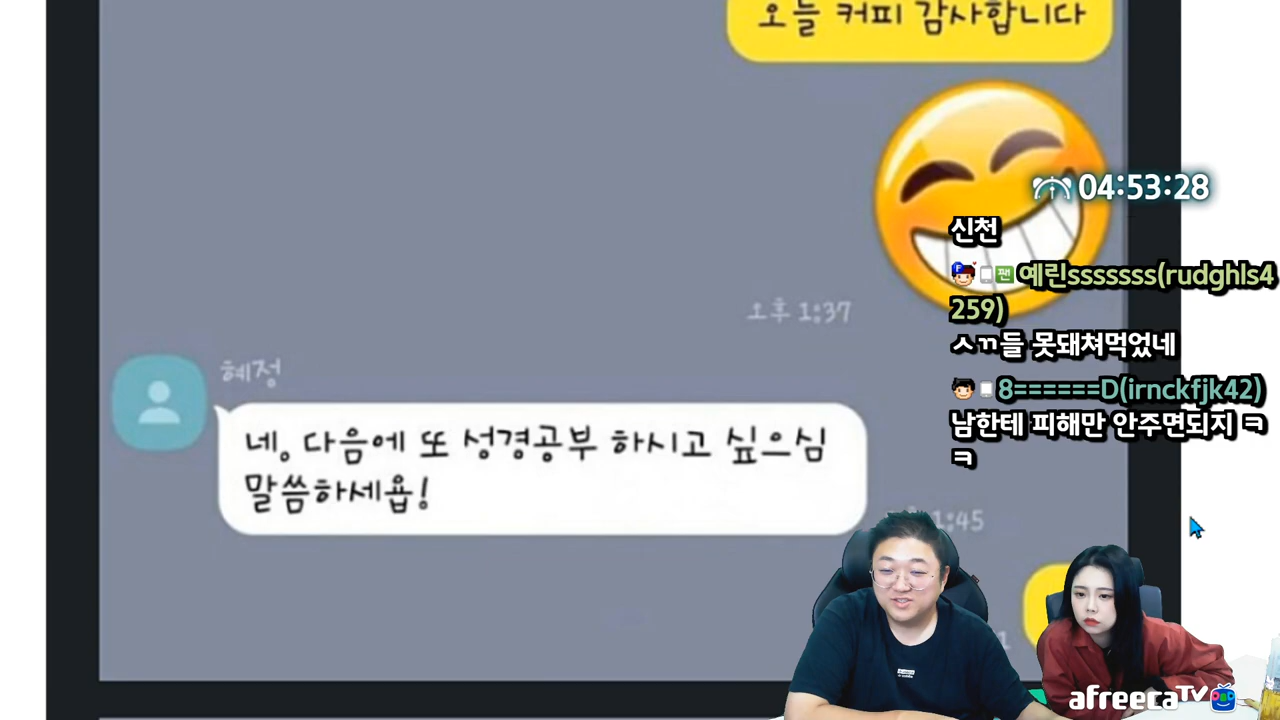 오늘 커피 감사합니다
04:53:28
신천
예린sssssss(rudghls4
259)
ㅅㄲ들 못돼쳐먹었네
오후 1:37
혜정
8======D(irnckfjk42)
남한테 피해만 안주면되지 ㅋ
ㅋ
네, 다음에 또 성경공부 하시고 싶으심
말씀하세욥!
1:45
afreecaTV